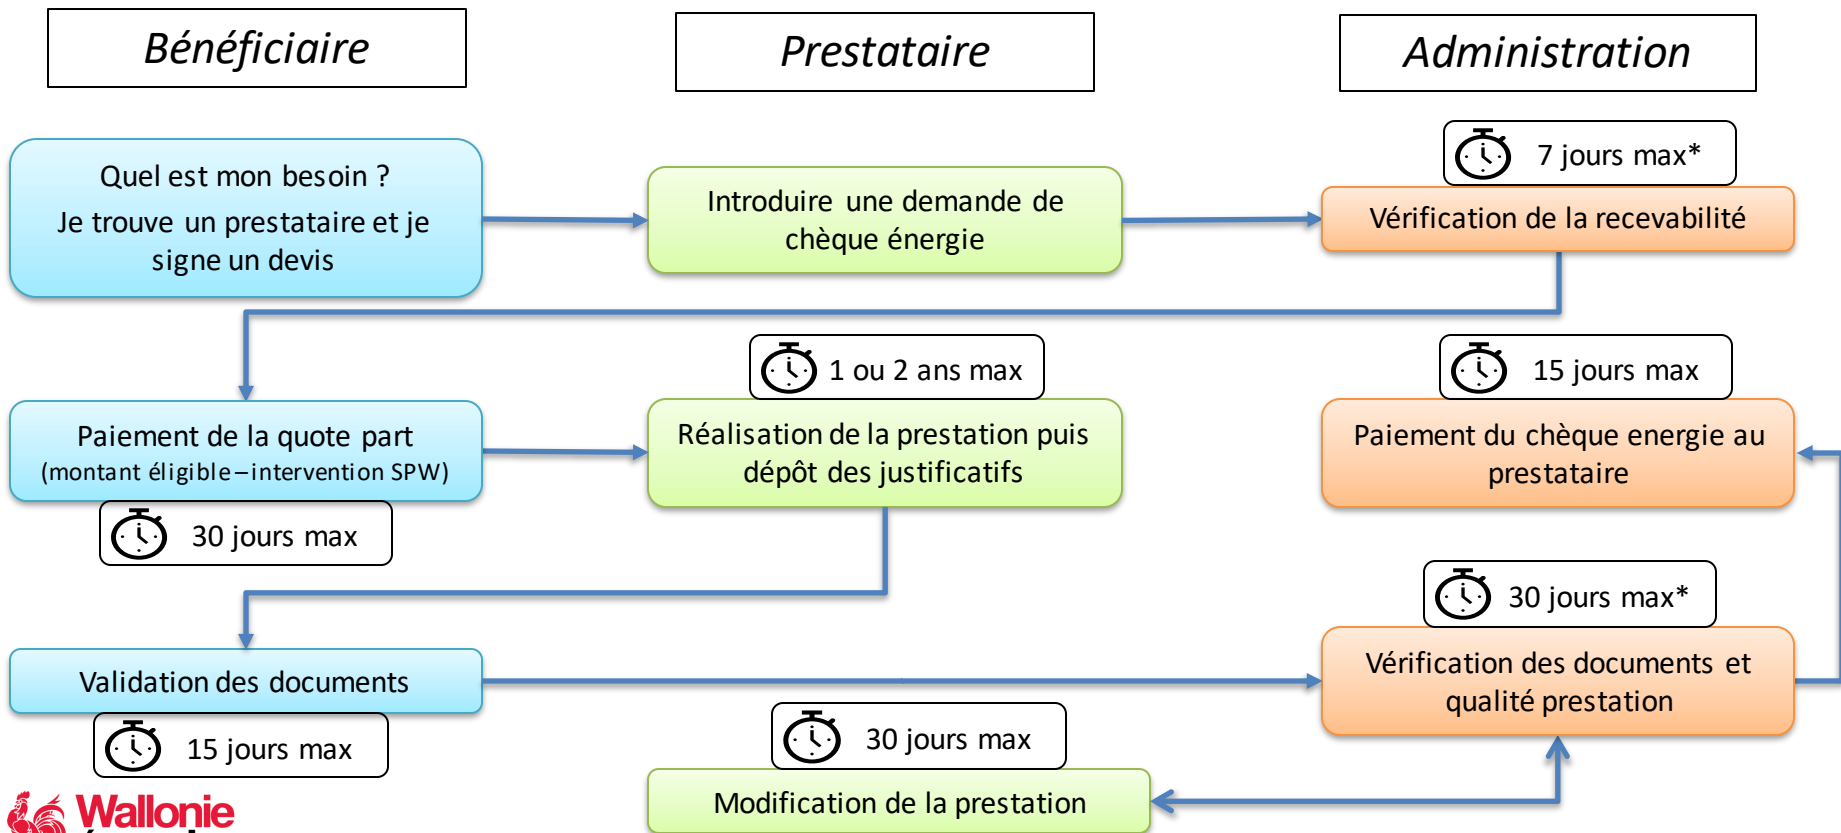 Bénéficiaire
Prestataire
Administration
Quel est mon besoin ?
Je trouve un prestataire et je
signe un devis
Introduire une demande de
chèque énergie
7 jours max*
Vérification de la recevabilité
Paiement de la quote part
(montant éligible – intervention SPW)
30 jours max
1 ou 2 ans max
Réalisation de la prestation puis
dépôt des justificatifs
15 jours max
Paiement du chèque energie au
prestataire
Validation des documents
15 jours max
30 jours max*
Vérification des documents et
qualité prestation
30 jours max
Modification de la prestation
Wallonie